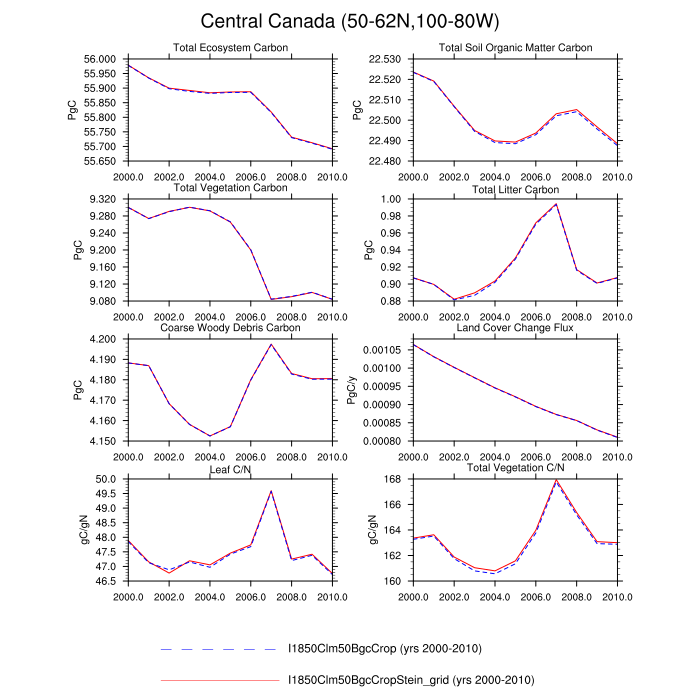 Central Canada (50-62N,100-80W)
Total Ecosystem Carbon
PgC
56.000
55.950
55.900
55.850
55.800
55.750
55.700
55.650
2000.0 2002.0 2004.0 2006.0 2008.0 2010.0
Total Soil Organic Matter Carbon
PgC
22.530
22.520
22.510
22.500
22.490
22.480
2000.0 2002.0 2004.0 2006.0 2008.0 2010.0
Total Vegetation Carbon
PgC
9.320
9.280
9.240
9.200
9.160
9.120
9.080
2000.0 2002.0 2004.0 2006.0 2008.0 2010.0
Total Litter Carbon
PgC
1.00
0.98
0.96
0.94
0.92
0.90
0.88
2000.0 2002.0 2004.0 2006.0 2008.0 2010.0
Coarse Woody Debris Carbon
PgC
4.200
4.190
4.180
4.170
4.160
4.150
2000.0 2002.0 2004.0 2006.0 2008.0 2010.0
Land Cover Change Flux
PgC/y
0.00105
0.00100
0.00095
0.00090
0.00085
0.00080
2000.0 2002.0 2004.0 2006.0 2008.0 2010.0
Leaf C/N
gC/gN
50.0
49.5
49.0
48.5
48.0
47.5
47.0
46.5
2000.0 2002.0 2004.0 2006.0 2008.0 2010.0
Total Vegetation C/N
gC/gN
168
166
164
162
160
2000.0 2002.0 2004.0 2006.0 2008.0 2010.0
I1850Clm50BgcCrop (yrs 2000-2010)
I1850Clm50BgcCropStein_grid (yrs 2000-2010)